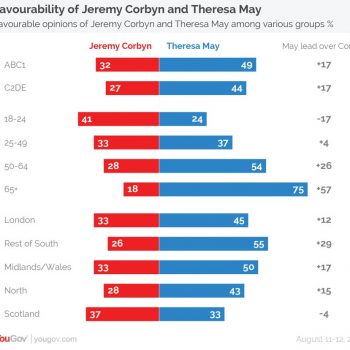 avourability of Jeremy Corbyn and Theresa May
avourable opinions of Jeremy Corbyn and Theresa May among various groups %
Jeremy Corbyn Theresa May May lead over Cor
ABC1 32 49 +17
C2DE 27 44 +17
18-24 41 24 -17
25-49 33 37 +4
50-64 28 54 +26
65+ 18 75 +57
London 33 45 +12
Rest of South 26 55 +29
Midlands/Wales 33 50 +17
North 28 43 +15
Scotland 37 33 -4
ouGov | yougov.com August 11-12, 2